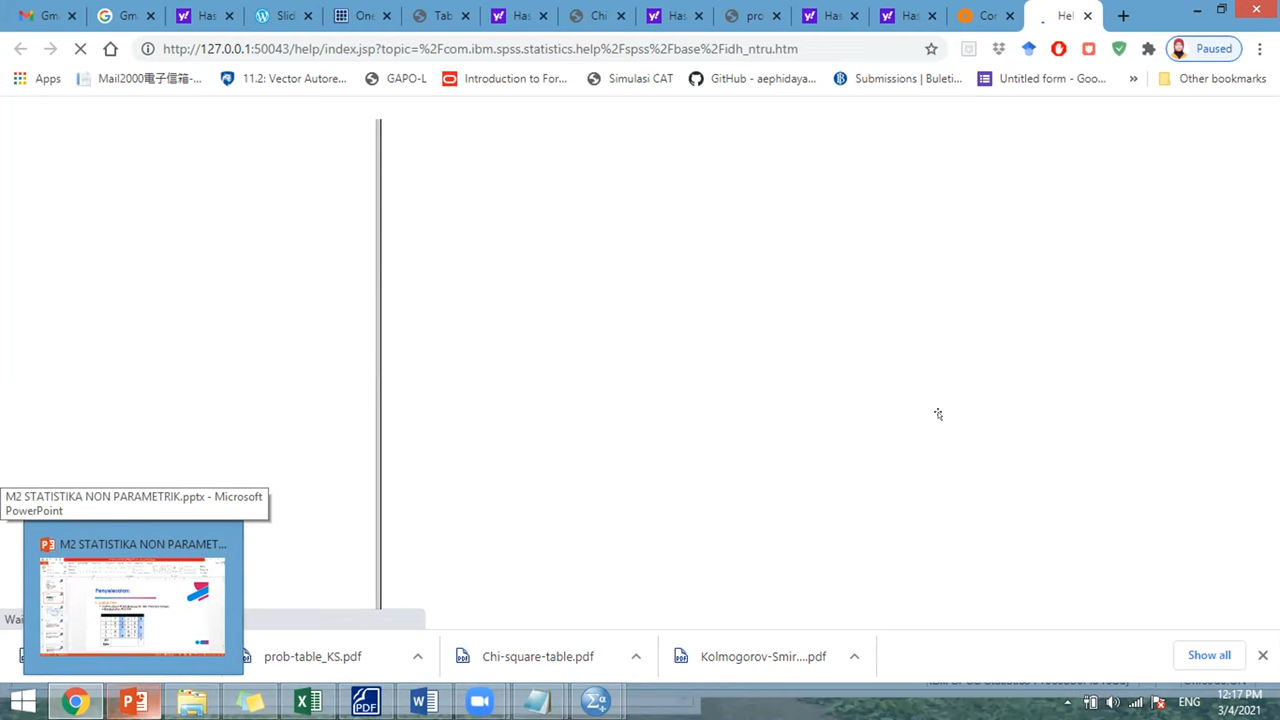 Gm
Gm
Has
Slid
One
Tab
Has
Chi
Has
pro
Has
Has
Cor
Hel
http://127.0.0.1:50043/help/index.jsp?topic=%2Fcom.ibm.spss.statistics.help%2Fspss%2Fbase%2Fidh_ntru.htm
Paused
Apps
Mail2000電子信箱-...
11.2: Vector Autore...
GAPO-L
Introduction to For...
Simulasi CAT
GitHub - aephidaya...
Submissions | Buleti...
Untitled form - Goo...
Other bookmarks
M2 STATISTIKA NON PARAMETRIK.pptx - Microsoft
PowerPoint
M2 STATISTIKA NON PARAMET...
Penyelesaian:
Wai
prob-table_KS.pdf
Chi-square-table.pdf
Kolmogorov-Smir....pdf
Show all
ENG
12:17 PM
3/4/2021